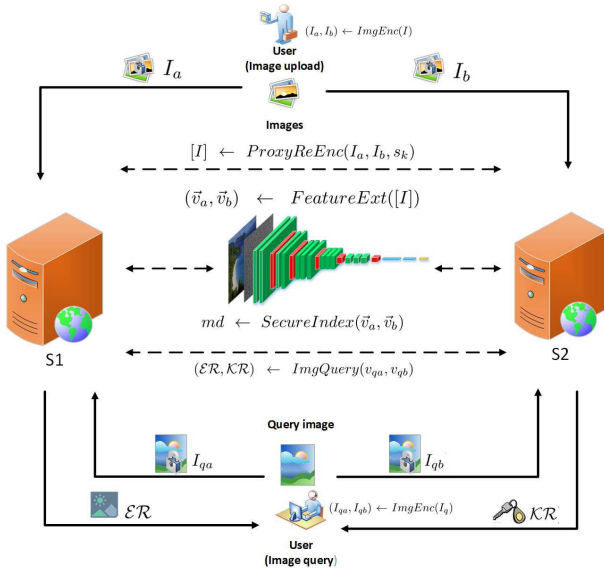 (I_a, I_b) ← ImgEnc(I)
User
(Image upload)
I_a
I_b
Images
[I] ← ProxyReEnc(I_a, I_b, s_k)
(v⃗_a, v⃗_b) ← FeatureExt([I])
md ← SecureIndex(v⃗_a, v⃗_b)
S1
S2
(ℰℛ, 𝒦ℛ) ← ImgQuery(v_qa, v_qb)
Query image
I_qa
I_qb
ℰℛ
(I_qa, I_qb) ← ImgEnc(I_q)
𝒦ℛ
User
(Image query)